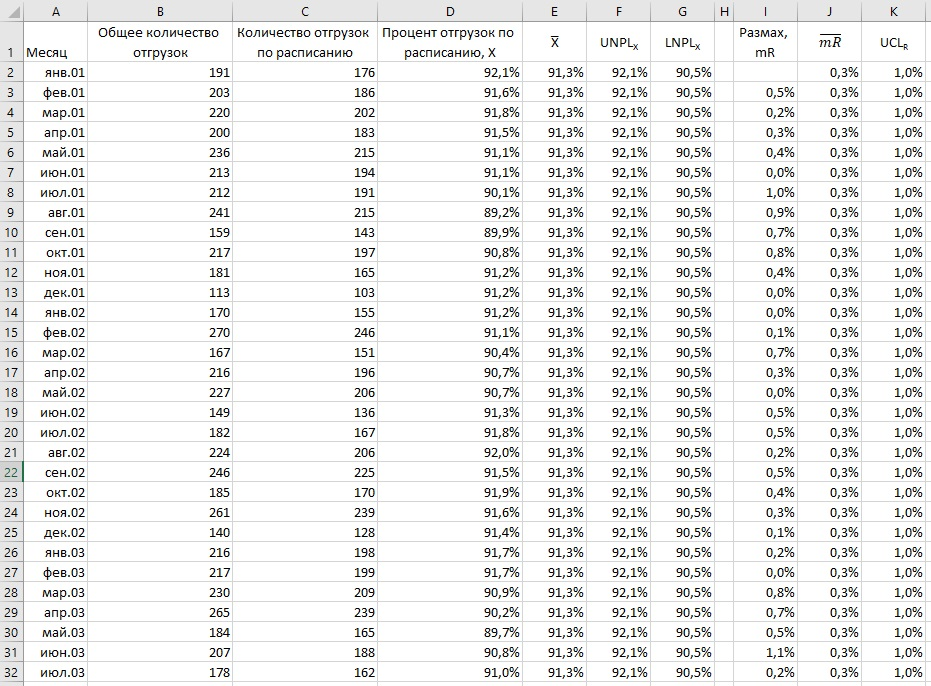 A B C D E F G H I J K
1 Месяц Общее количество отгрузок Количество отгрузок по расписанию Процент отгрузок по расписанию, X X̅ UNPLX LNPLX Размах, mR m̅R̅ UCLR
2 янв.01 191 176 92,1% 91,3% 92,1% 90,5% 0,3% 1,0%
3 фев.01 203 186 91,6% 91,3% 92,1% 90,5% 0,5% 0,3% 1,0%
4 мар.01 220 202 91,8% 91,3% 92,1% 90,5% 0,2% 0,3% 1,0%
5 апр.01 200 183 91,5% 91,3% 92,1% 90,5% 0,3% 0,3% 1,0%
6 май.01 236 215 91,1% 91,3% 92,1% 90,5% 0,4% 0,3% 1,0%
7 июн.01 213 194 91,1% 91,3% 92,1% 90,5% 0,0% 0,3% 1,0%
8 июл.01 212 191 90,1% 91,3% 92,1% 90,5% 1,0% 0,3% 1,0%
9 авг.01 241 215 89,2% 91,3% 92,1% 90,5% 0,9% 0,3% 1,0%
10 сен.01 159 143 89,9% 91,3% 92,1% 90,5% 0,7% 0,3% 1,0%
11 окт.01 217 197 90,8% 91,3% 92,1% 90,5% 0,8% 0,3% 1,0%
12 ноя.01 181 165 91,2% 91,3% 92,1% 90,5% 0,4% 0,3% 1,0%
13 дек.01 113 103 91,2% 91,3% 92,1% 90,5% 0,0% 0,3% 1,0%
14 янв.02 170 155 91,2% 91,3% 92,1% 90,5% 0,0% 0,3% 1,0%
15 фев.02 270 246 91,1% 91,3% 92,1% 90,5% 0,1% 0,3% 1,0%
16 мар.02 167 151 90,4% 91,3% 92,1% 90,5% 0,7% 0,3% 1,0%
17 апр.02 216 196 90,7% 91,3% 92,1% 90,5% 0,3% 0,3% 1,0%
18 май.02 227 206 90,7% 91,3% 92,1% 90,5% 0,0% 0,3% 1,0%
19 июн.02 149 136 91,3% 91,3% 92,1% 90,5% 0,5% 0,3% 1,0%
20 июл.02 182 167 91,8% 91,3% 92,1% 90,5% 0,5% 0,3% 1,0%
21 авг.02 224 206 92,0% 91,3% 92,1% 90,5% 0,2% 0,3% 1,0%
22 сен.02 246 225 91,5% 91,3% 92,1% 90,5% 0,5% 0,3% 1,0%
23 окт.02 185 170 91,9% 91,3% 92,1% 90,5% 0,4% 0,3% 1,0%
24 ноя.02 261 239 91,6% 91,3% 92,1% 90,5% 0,3% 0,3% 1,0%
25 дек.02 140 128 91,4% 91,3% 92,1% 90,5% 0,1% 0,3% 1,0%
26 янв.03 216 198 91,7% 91,3% 92,1% 90,5% 0,2% 0,3% 1,0%
27 фев.03 217 199 91,7% 91,3% 92,1% 90,5% 0,0% 0,3% 1,0%
28 мар.03 230 209 90,9% 91,3% 92,1% 90,5% 0,8% 0,3% 1,0%
29 апр.03 265 239 90,2% 91,3% 92,1% 90,5% 0,7% 0,3% 1,0%
30 май.03 184 165 89,7% 91,3% 92,1% 90,5% 0,5% 0,3% 1,0%
31 июн.03 207 188 90,8% 91,3% 92,1% 90,5% 1,1% 0,3% 1,0%
32 июл.03 178 162 91,0% 91,3% 92,1% 90,5% 0,2% 0,3% 1,0%